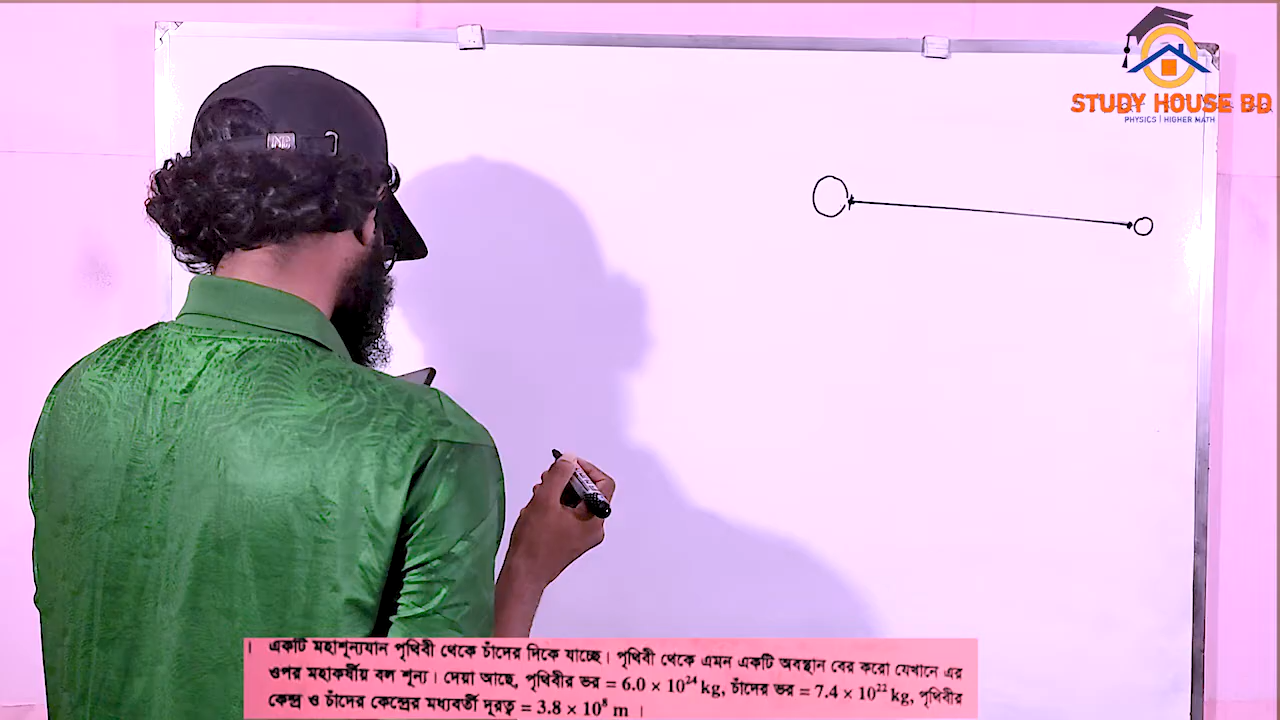 STUDY HOUSE BD
PHYSICS | HIGHER MATH
। একটি মহাশূন্যযান পৃথিবী থেকে চাঁদের দিকে যাচ্ছে। পৃথিবী থেকে এমন একটি অবস্থান বের করো যেখানে এর
ওপর মহাকর্ষীয় বল শূন্য। দেয়া আছে, পৃথিবীর ভর = 6.0 × 10²⁴ kg, চাঁদের ভর = 7.4 × 10²² kg, পৃথিবীর
কেন্দ্র ও চাঁদের কেন্দ্রের মধ্যবর্তী দূরত্ব = 3.8 × 10⁸ m ।